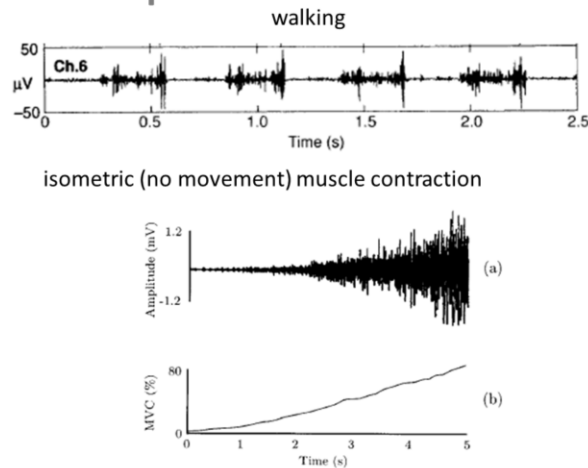 walking
50
Ch.6
μV
−50
0 0.5 1.0 1.5 2.0 2.5
Time (s)
isometric (no movement) muscle contraction
1.2
Amplitude (mV)
(a)
-1.2
80
MVC (%)
(b)
0
0 1 2 3 4 5
Time (s)